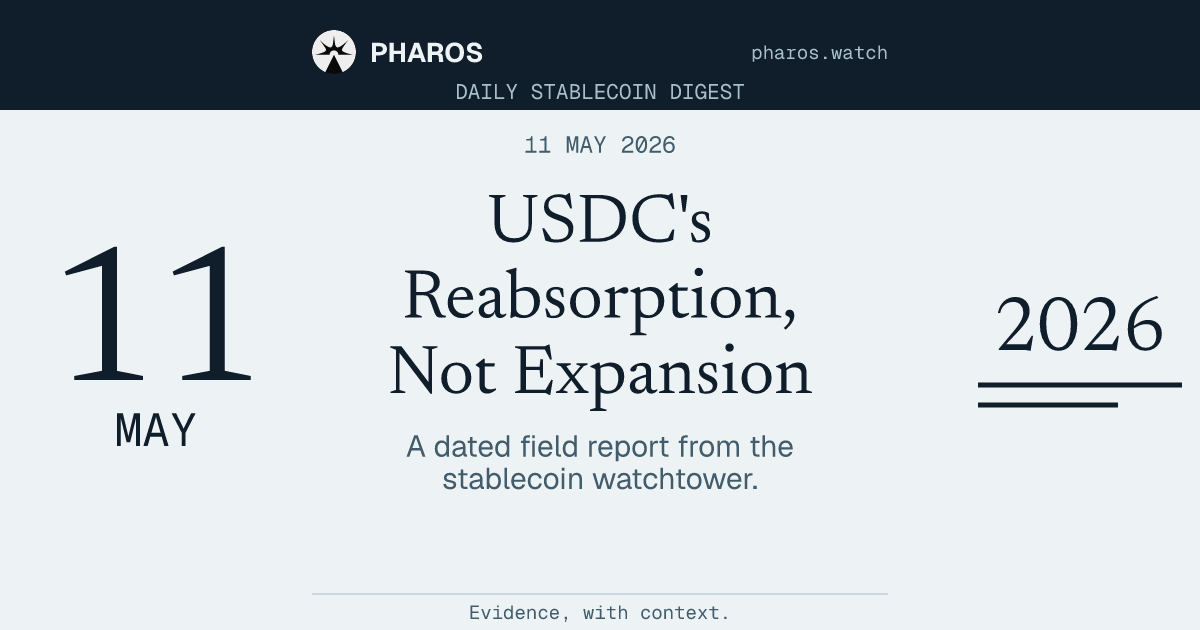 PHAROS
pharos.watch
DAILY STABLECOIN DIGEST
11 MAY 2026
USDC's
Reabsorption,
Not Expansion
A dated field report from the
stablecoin watchtower.
11
MAY
2026
Evidence, with context.